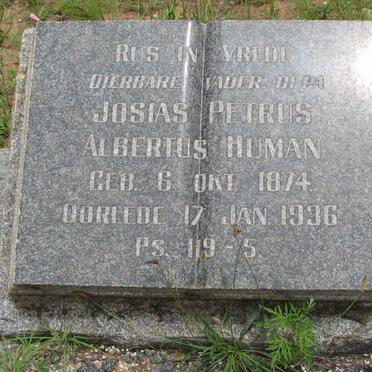 RUS IN VREDE
DIERBARE VADER, OUPA
JOSIAS PETRUS
ALBERTUS HUMAN
GEB. 6 OKT. 1874
OORLEDE 17 JAN. 1936
PS. 119-5